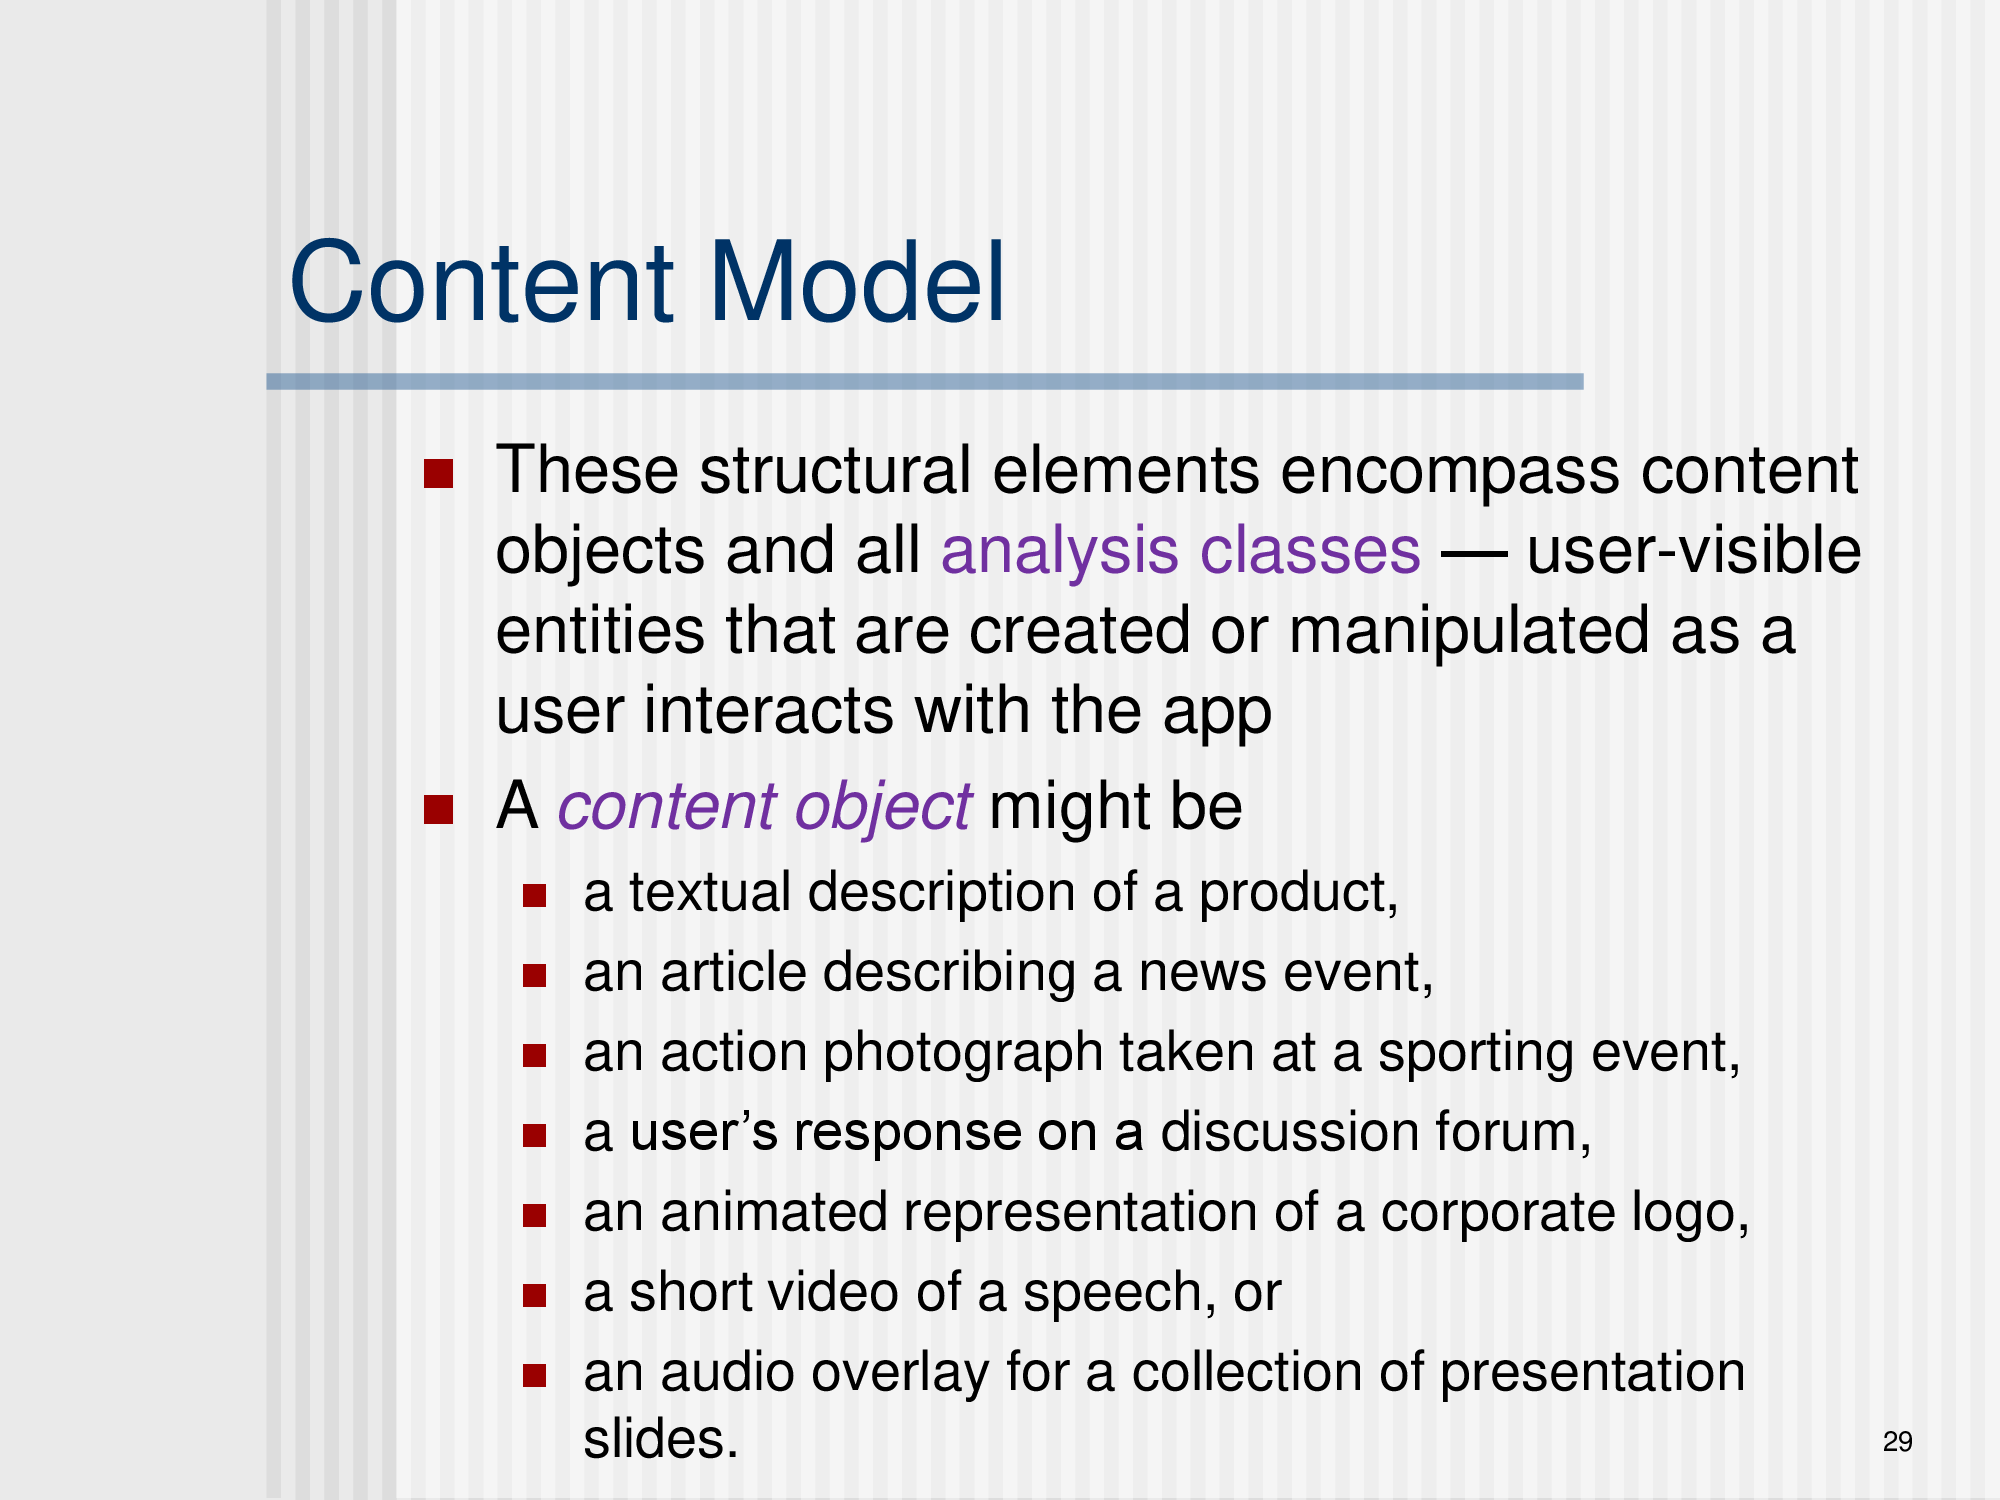 Content Model
These structural elements encompass content
objects and all analysis classes — user-visible
entities that are created or manipulated as a
user interacts with the app
A content object might be
a textual description of a product,
an article describing a news event,
an action photograph taken at a sporting event,
a user’s response on a discussion forum,
an animated representation of a corporate logo,
a short video of a speech, or
an audio overlay for a collection of presentation
slides.
29